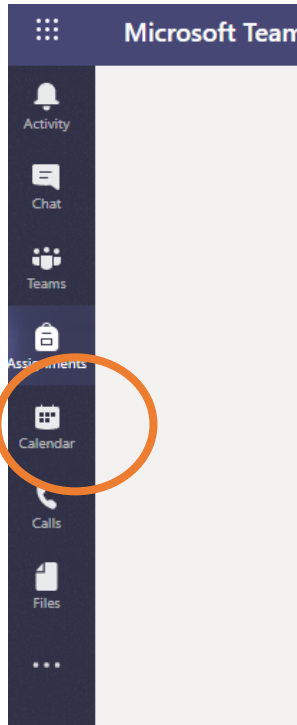 Microsoft Team
Activity
Chat
Teams
Assignments
Calendar
Calls
Files